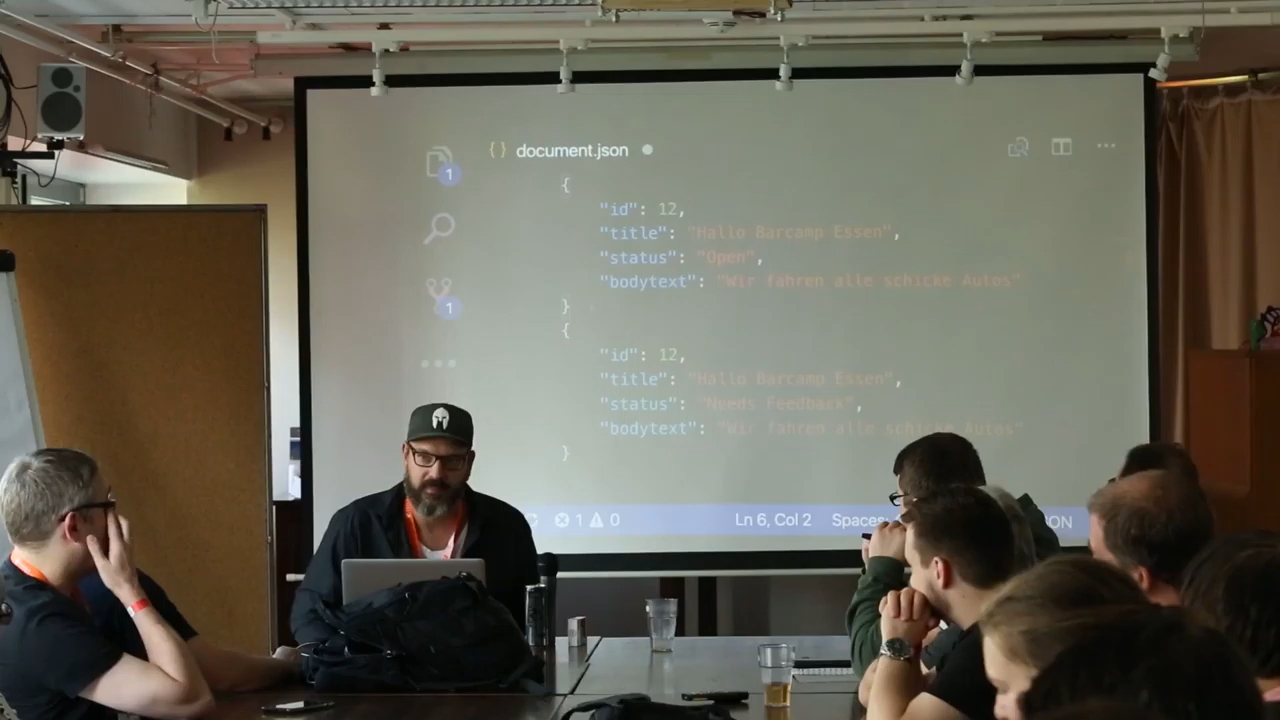 { } document.json
1
{
"id": 12,
"title": "Hallo Barcamp Essen",
"status": "Open",
"bodytext": "Wir fahren alle schicke Autos"
1
}
{
"id": 12,
"title": "Hallo Barcamp Essen",
"status": "Needs Feedback",
"bodytext": "Wir fahren alle schicke Autos"
}
1 0 Ln 6, Col 2 Spaces: